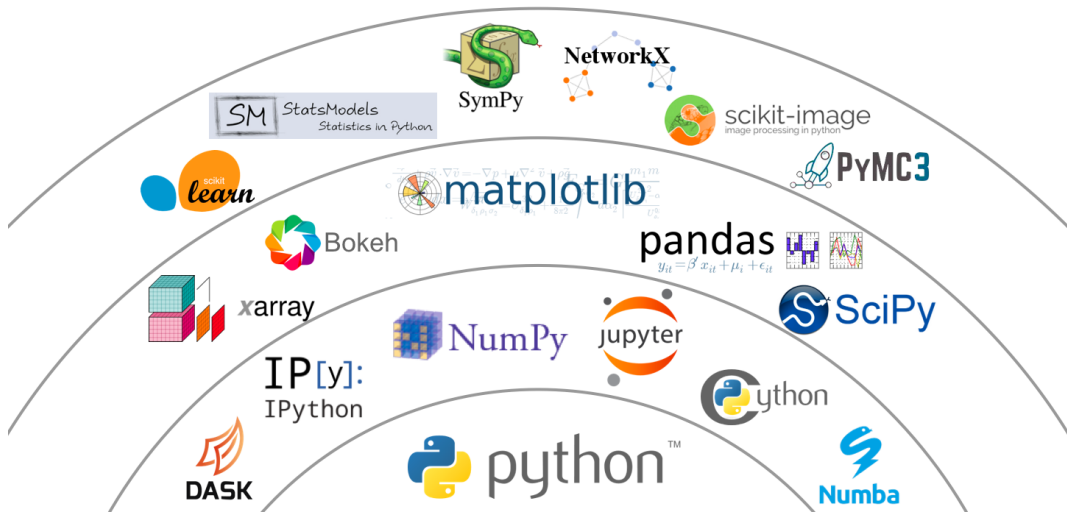 SymPy
NetworkX
SM
StatsModels
Statistics in Python
scikit-image
image processing in python
PyMC3
scikit
learn
matplotlib
Bokeh
pandas
y_it = β′ x_it + μ_i + ϵ_it
xarray
SciPy
NumPy
jupyter
IP[y]:
IPython
Cython
DASK
python™
Numba